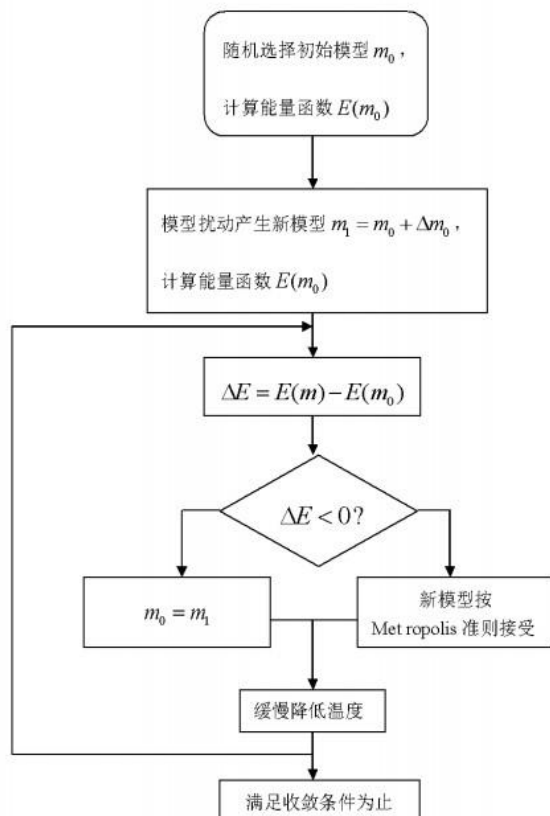 随机选择初始模型 m₀，
计算能量函数 E(m₀)
模型扰动产生新模型 m₁ = m₀ + Δm₀，
计算能量函数 E(m₀)
ΔE = E(m) − E(m₀)
ΔE < 0?
m₀ = m₁
新模型按
Met ropolis 准则接受
缓慢降低温度
满足收敛条件为止